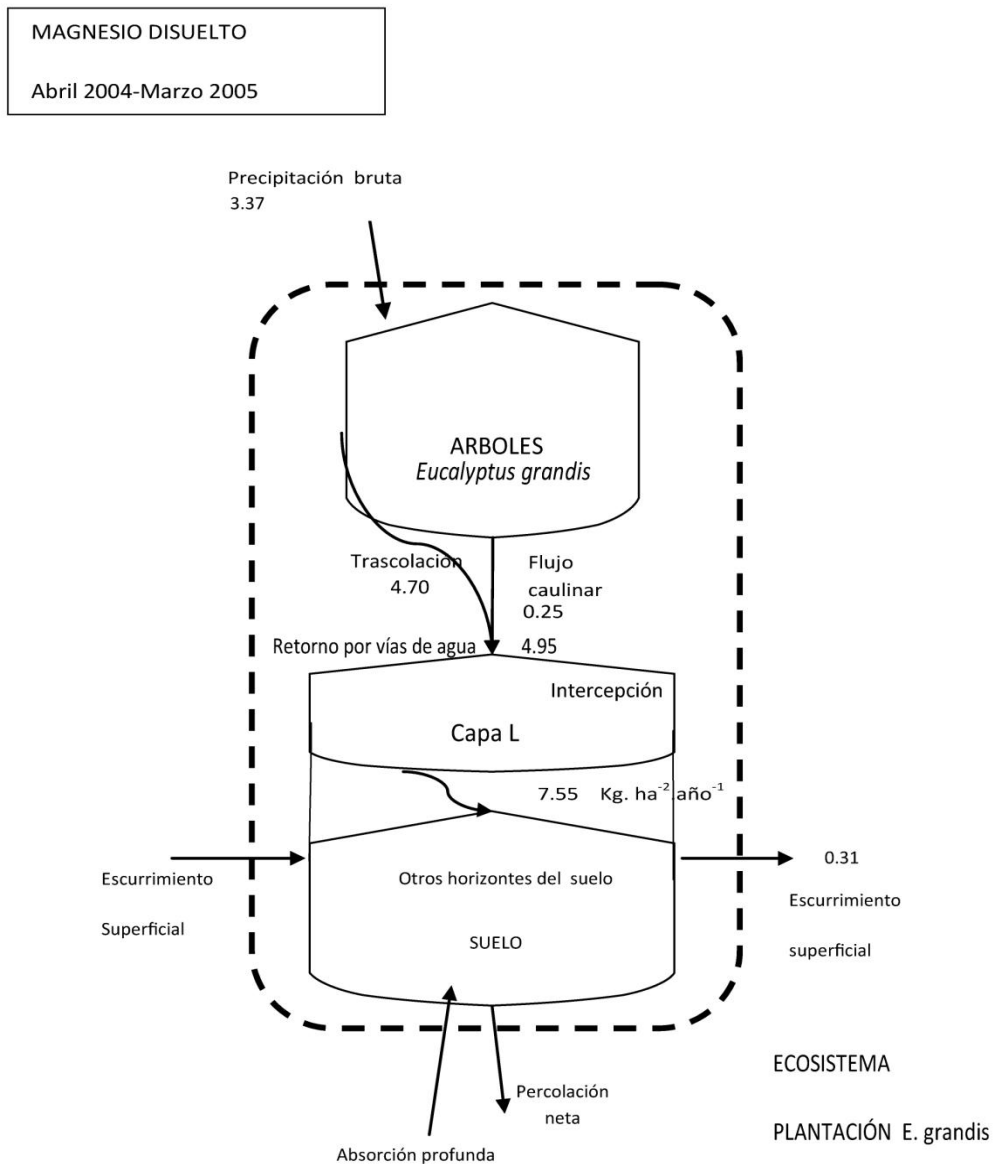 MAGNESIO DISUELTO
Abril 2004-Marzo 2005
Precipitación bruta
3.37
ARBOLES
Eucalyptus grandis
Trascolación
4.70
Flujo
caulinar
0.25
Retorno por vías de agua 4.95
Intercepción
Capa L
7.55 Kg. ha-2.año-1
Escurrimiento
Superficial
Otros horizontes del suelo
SUELO
0.31
Escurrimiento
superficial
Percolación
neta
Absorción profunda
ECOSISTEMA
PLANTACIÓN E. grandis